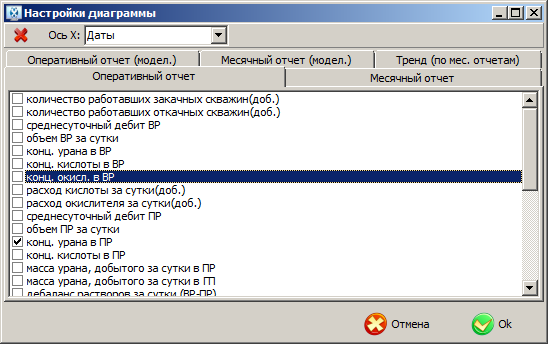 Настройки диаграммы
Ось X: Даты
Оперативный отчет (модел.) Месячный отчет (модел.) Тренд (по мес. отчетам)
Оперативный отчет Месячный отчет
количество работавших закачных скважин(доб.)
количество работавших откачных скважин(доб.)
среднесуточный дебит ВР
объем ВР за сутки
конц. урана в ВР
конц. кислоты в ВР
конц. окисл. в ВР
расход кислоты за сутки(доб.)
расход окислителя за сутки(доб.)
среднесуточный дебит ПР
объем ПР за сутки
конц. урана в ПР
конц. кислоты в ПР
масса урана, добытого за сутки в ПР
масса урана, добытого за сутки в ГП
дебаланс растворов за сутки (ВР-ПР)
Отмена Ok